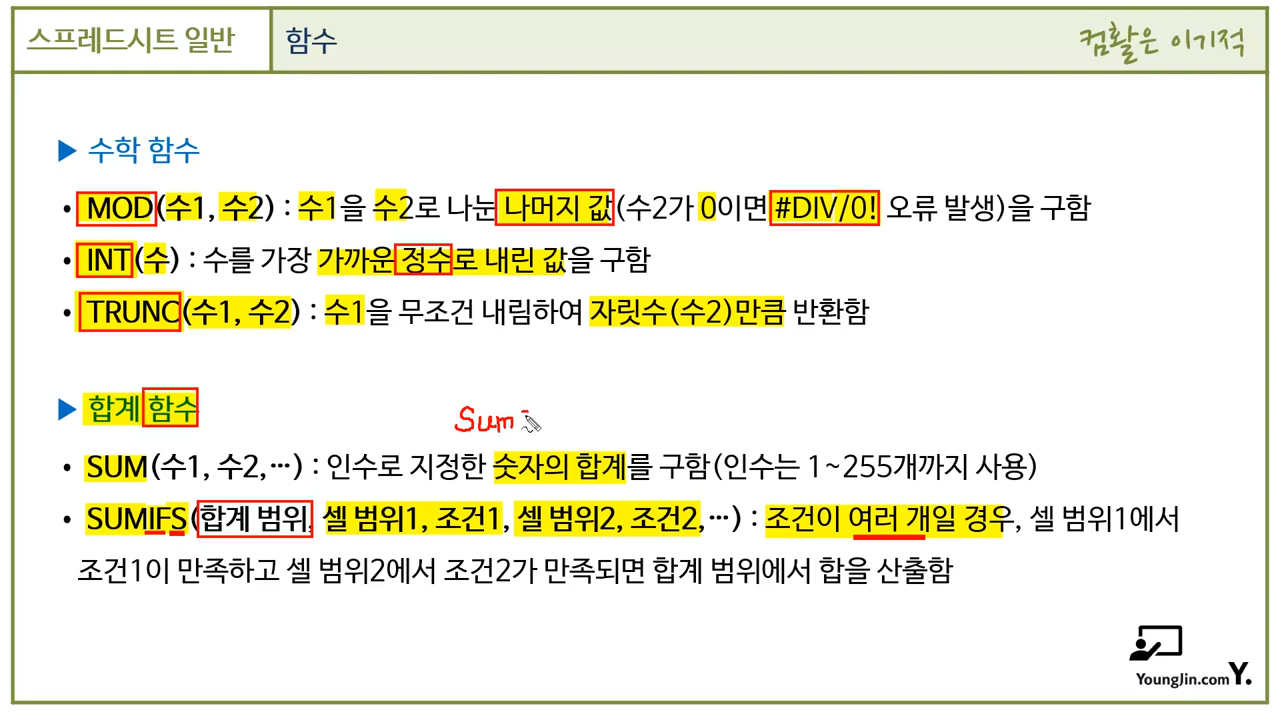 스프레드시트 일반
함수
컴활은 이기적
▶ 수학 함수
• MOD(수1, 수2) : 수1을 수2로 나눈 나머지 값(수2가 0이면 #DIV/0! 오류 발생)을 구함
• INT(수) : 수를 가장 가까운 정수로 내린 값을 구함
• TRUNC(수1, 수2) : 수1을 무조건 내림하여 자릿수(수2)만큼 반환함
▶ 합계 함수
Sum
• SUM(수1, 수2,⋯) : 인수로 지정한 숫자의 합계를 구함(인수는 1~255개까지 사용)
• SUMIFS(합계 범위, 셀 범위1, 조건1, 셀 범위2, 조건2,⋯) : 조건이 여러 개일 경우, 셀 범위1에서
조건1이 만족하고 셀 범위2에서 조건2가 만족되면 합계 범위에서 합을 산출함
YoungJin.com Y.